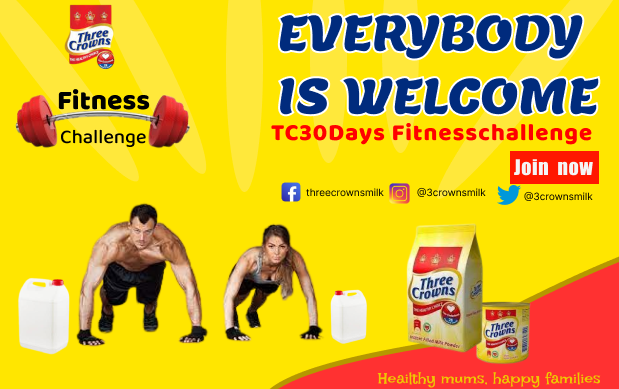 Three
Crowns
EVERYBODY
IS WELCOME
Fitness
Challenge
TC30Days Fitnesschallenge
Join now
threecrownsmilk
@3crownsmilk
@3crownsmilk
Three
Crowns
Three
Crowns
Healthy mums, happy families